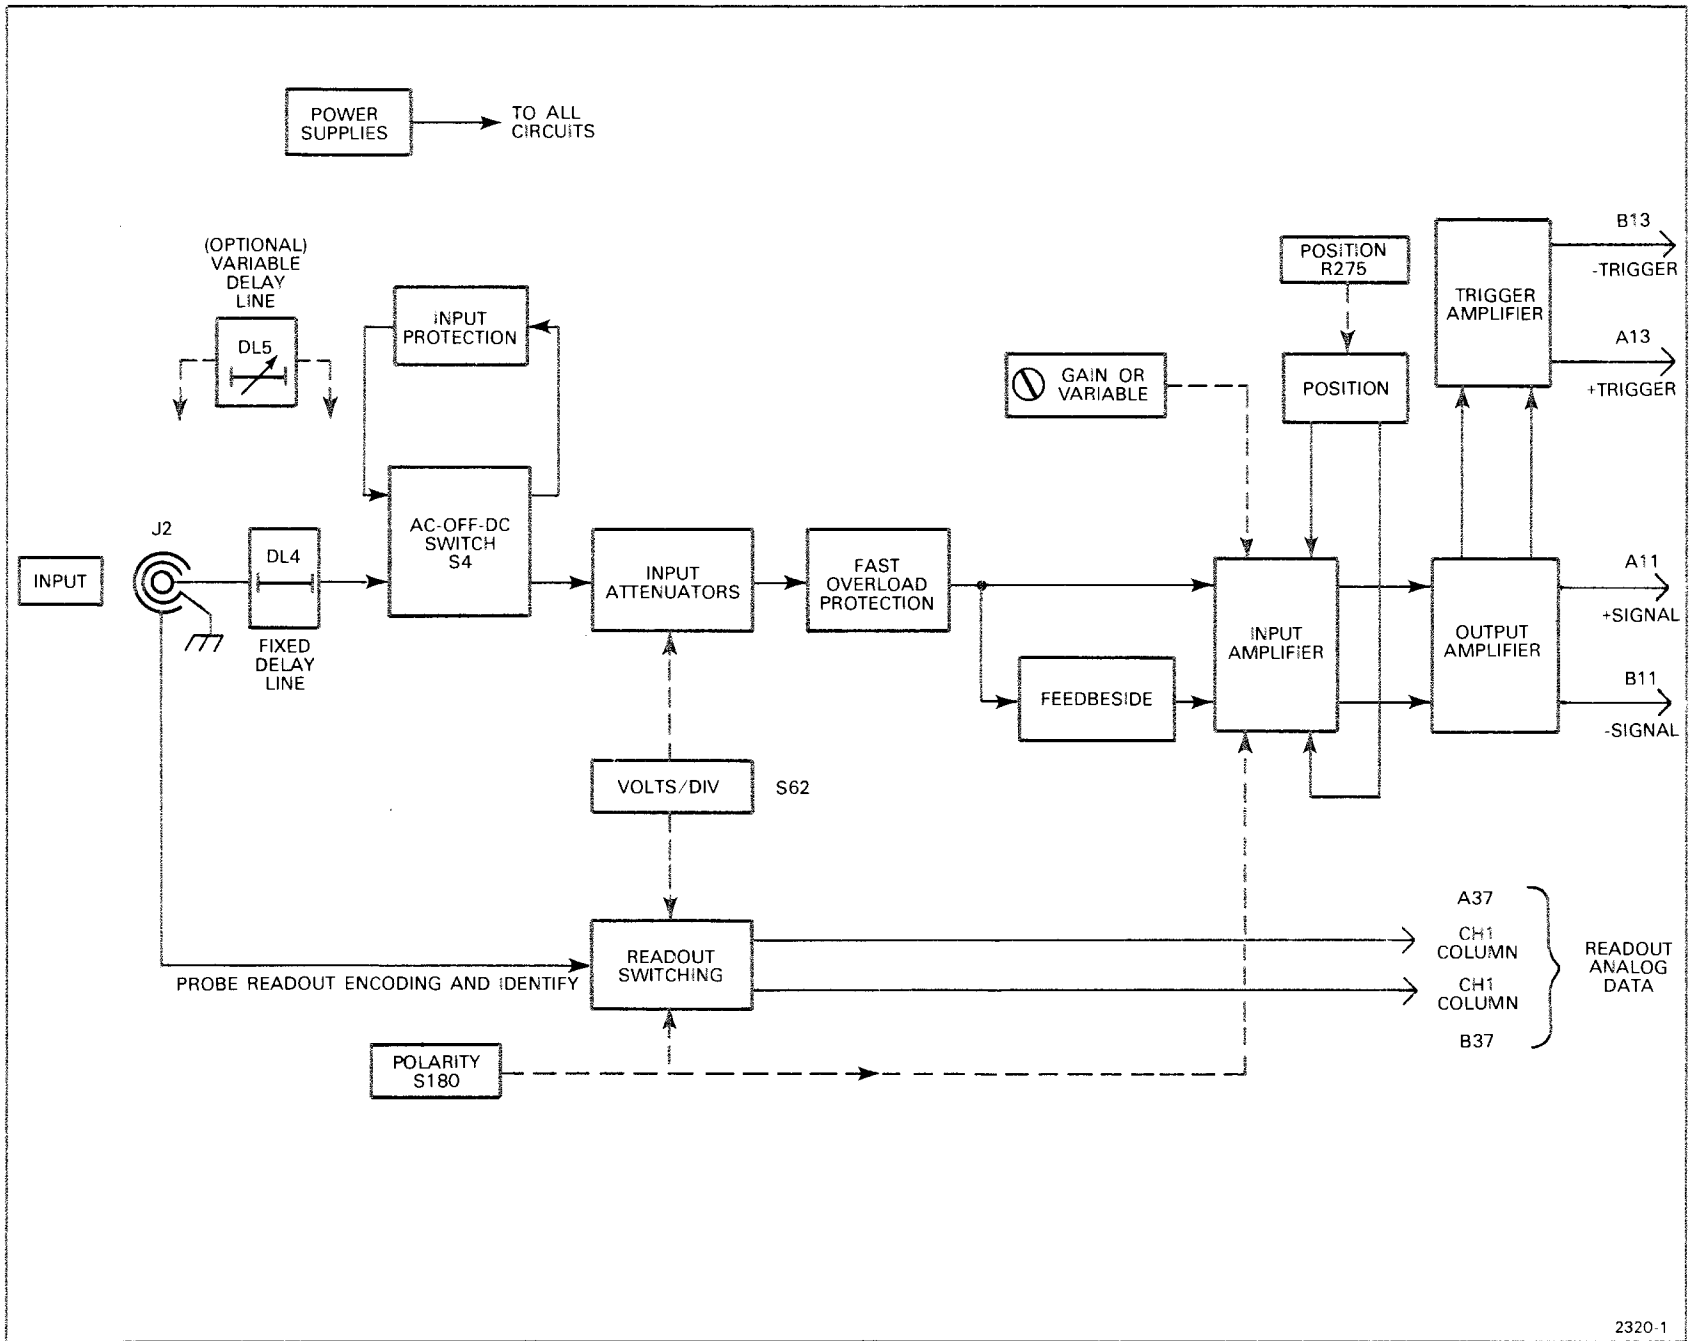 POWER
SUPPLIES
TO ALL
CIRCUITS
(OPTIONAL)
VARIABLE
DELAY
LINE
DL5
INPUT
PROTECTION
POSITION
R275
B13
-TRIGGER
TRIGGER
AMPLIFIER
A13
+TRIGGER
GAIN OR
VARIABLE
POSITION
INPUT
J2
DL4
FIXED
DELAY
LINE
AC-OFF-DC
SWITCH
S4
INPUT
ATTENUATORS
FAST
OVERLOAD
PROTECTION
FEEDBESIDE
INPUT
AMPLIFIER
OUTPUT
AMPLIFIER
A11
+SIGNAL
B11
-SIGNAL
VOLTS/DIV
S62
PROBE READOUT ENCODING AND IDENTIFY
READOUT
SWITCHING
A37
CH1
COLUMN
CH1
COLUMN
B37
READOUT
ANALOG
DATA
POLARITY
S180
2320-1